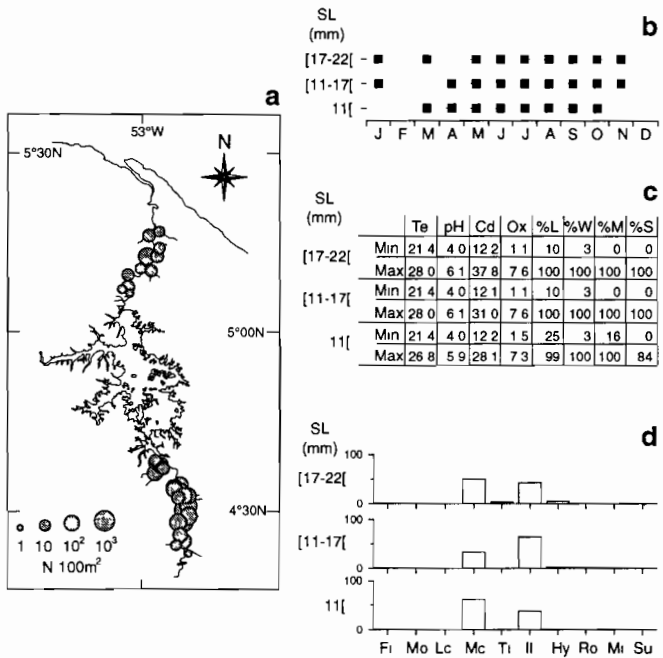 a
53°W
5°30N
N
5°00N
4°30N
1 10 10² 10³
N 100m²
b
SL
(mm)
[17-22[
[11-17[
11[
J F M A M J J A S O N D
c
SL
(mm)
Te pH Cd Ox %L %W %M %S
[17-22[ Min 21 4 4 0 12 2 1 1 10 3 0 0
Max 28 0 6 1 37 8 7 6 100 100 100 100
[11-17[ Min 21 4 4 0 12 1 1 1 10 3 0 0
Max 28 0 6 1 31 0 7 6 100 100 100 100
11[ Min 21 4 4 0 12 2 1 5 25 3 16 0
Max 26 8 5 9 28 1 7 3 99 100 100 84
d
SL
(mm)
100
[17-22[
0
100
[11-17[
0
100
11[
0
Fi Mo Lc Mc Ti Il Hy Ro Mi Su